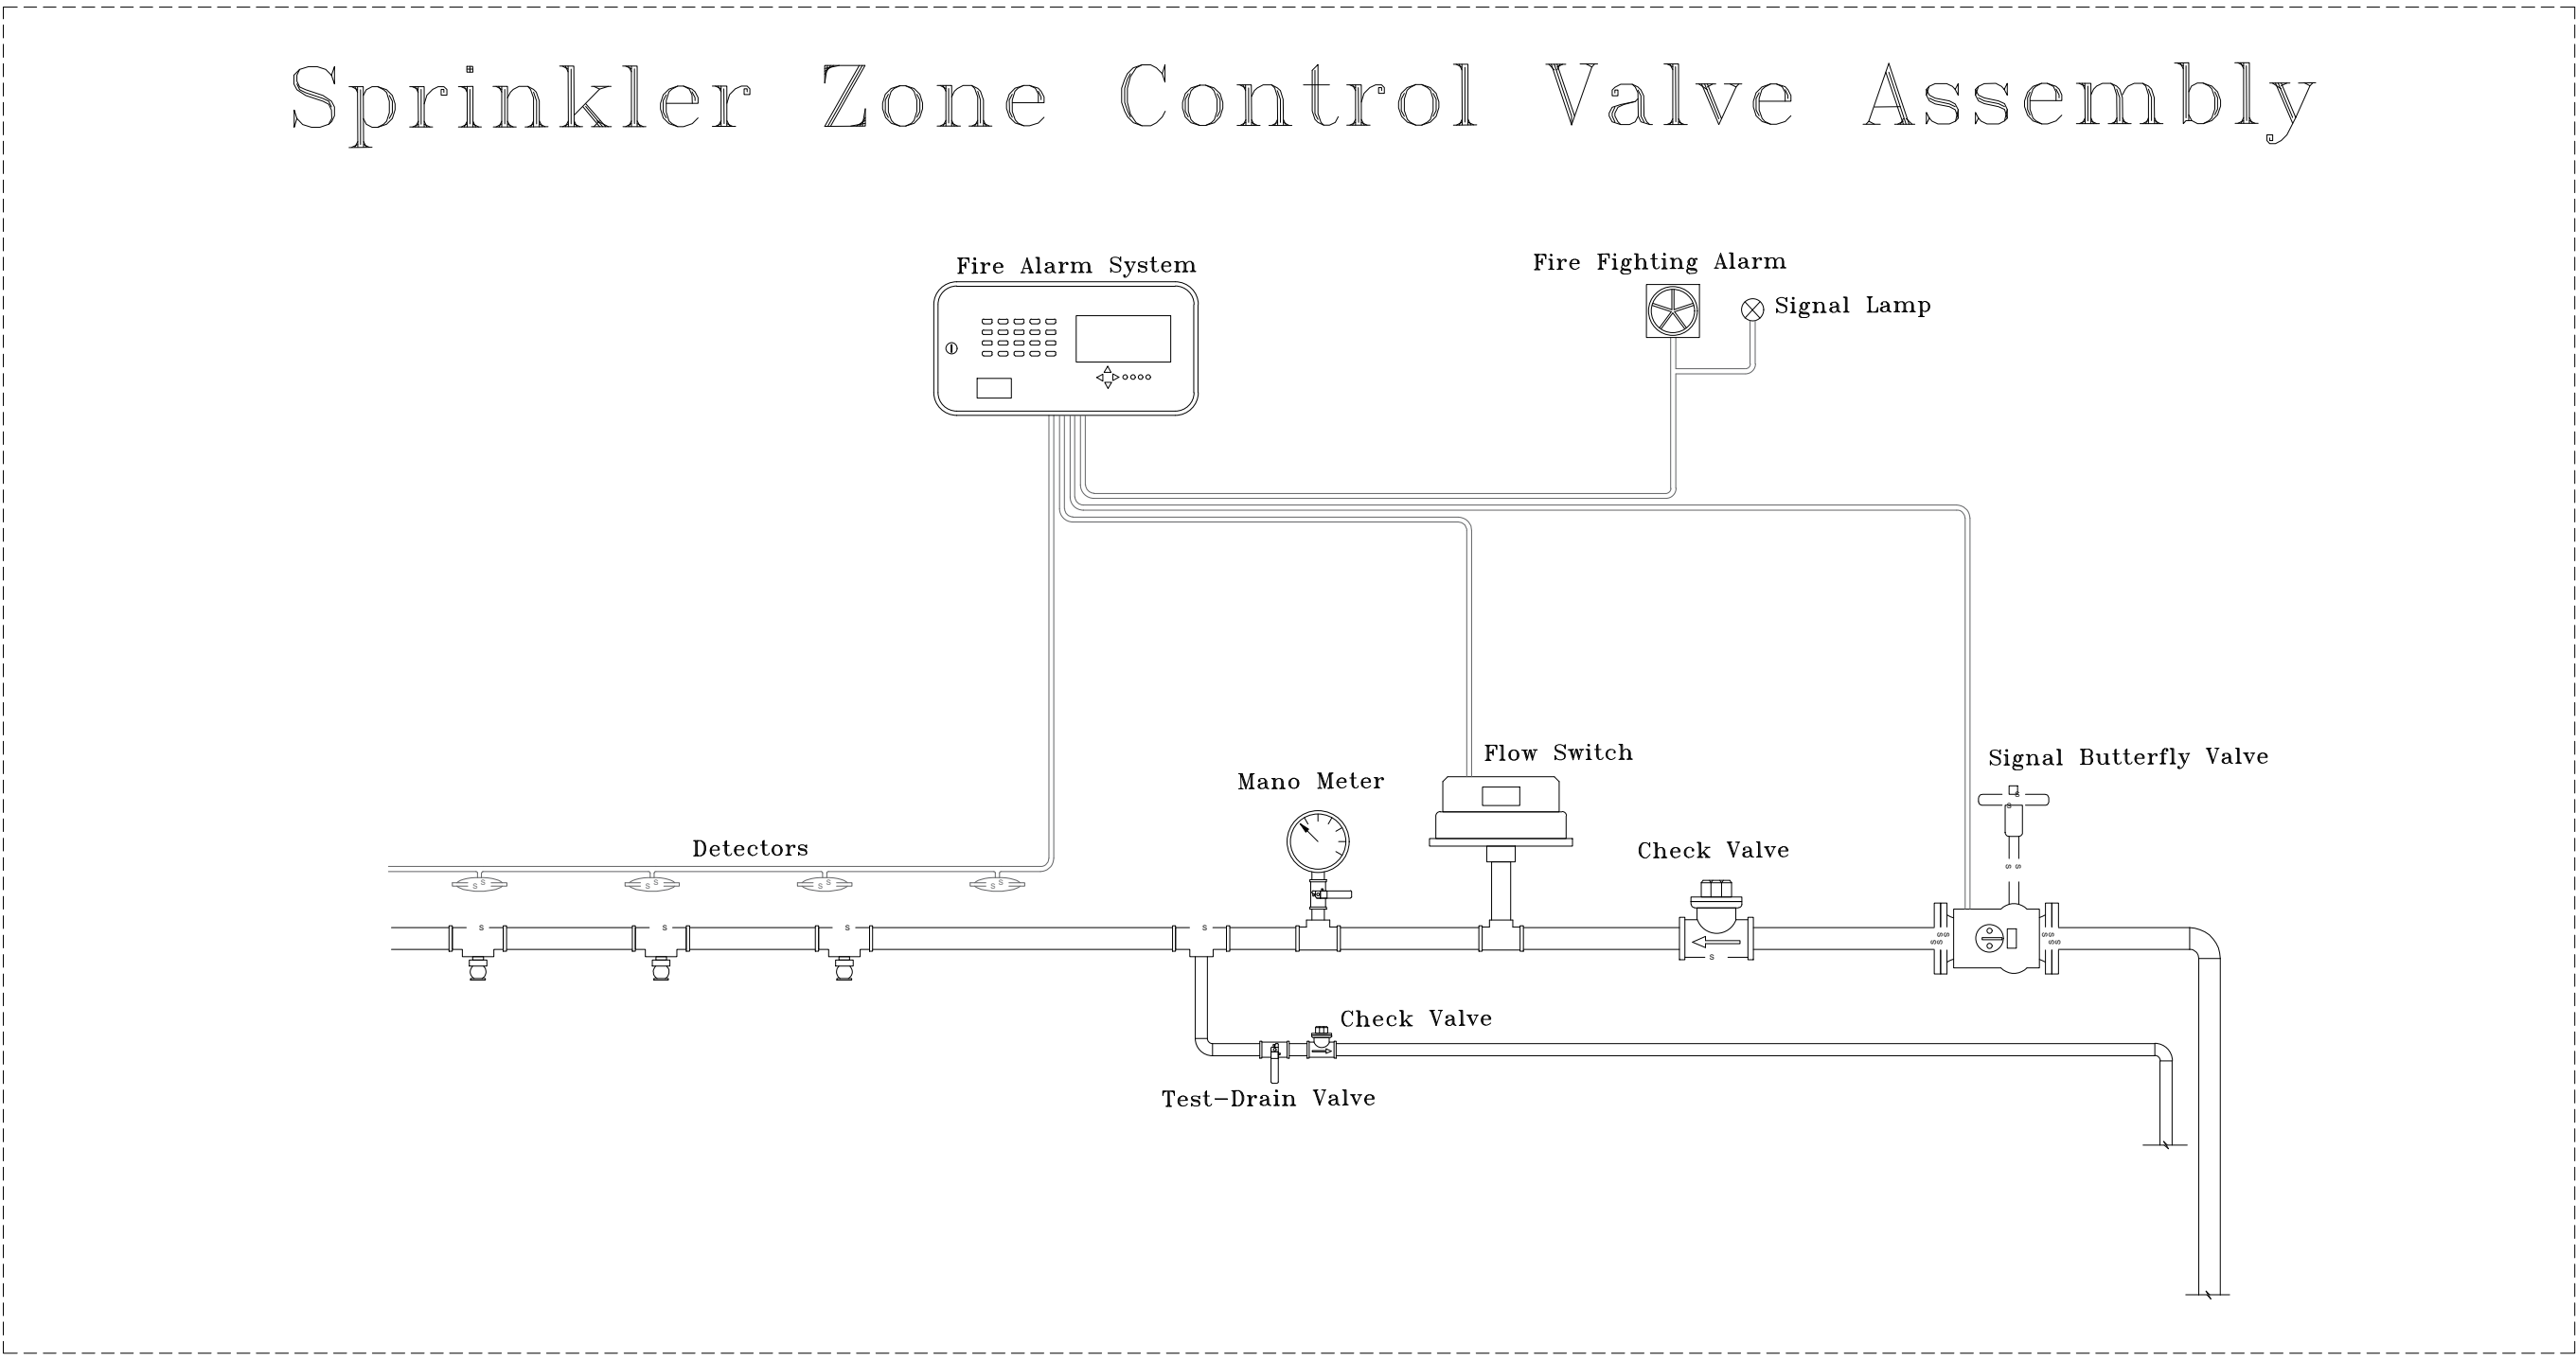 Sprinkler Zone Control Valve Assembly
Fire Alarm System
Fire Fighting Alarm
Signal Lamp
Flow Switch
Signal Butterfly Valve
Mano Meter
Detectors
Check Valve
Check Valve
Test-Drain Valve